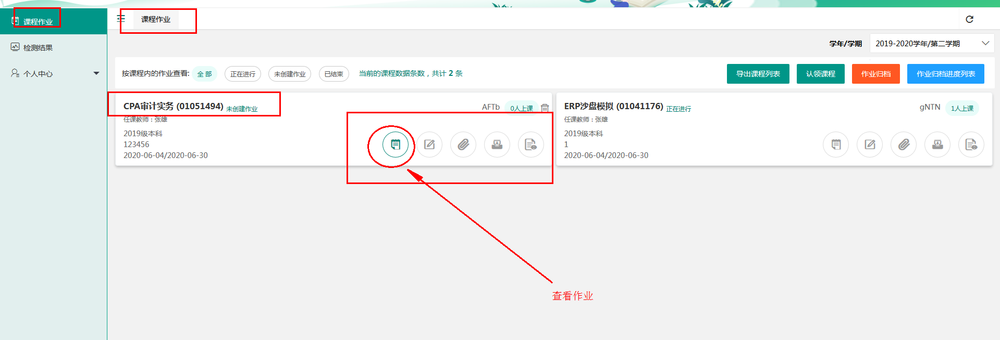 课程作业
检测结果
个人中心
课程作业
学年/学期 2019-2020学年/第二学期
按课程内的作业查看: 全 部 正在进行 未创建作业 已结束 当前的课程数据条数，共计 2 条 导出课程列表 认领课程 作业归档 作业归档进度列表
CPA审计实务 (01051494) 未创建作业 AFTb 0人上课
任课教师：张雄
2019级本科
123456
2020-06-04/2020-06-30
ERP沙盘模拟 (01041176) 正在进行 gNTN 1人上课
任课教师：张雄
2019级本科
1
2020-06-04/2020-06-30
查看作业